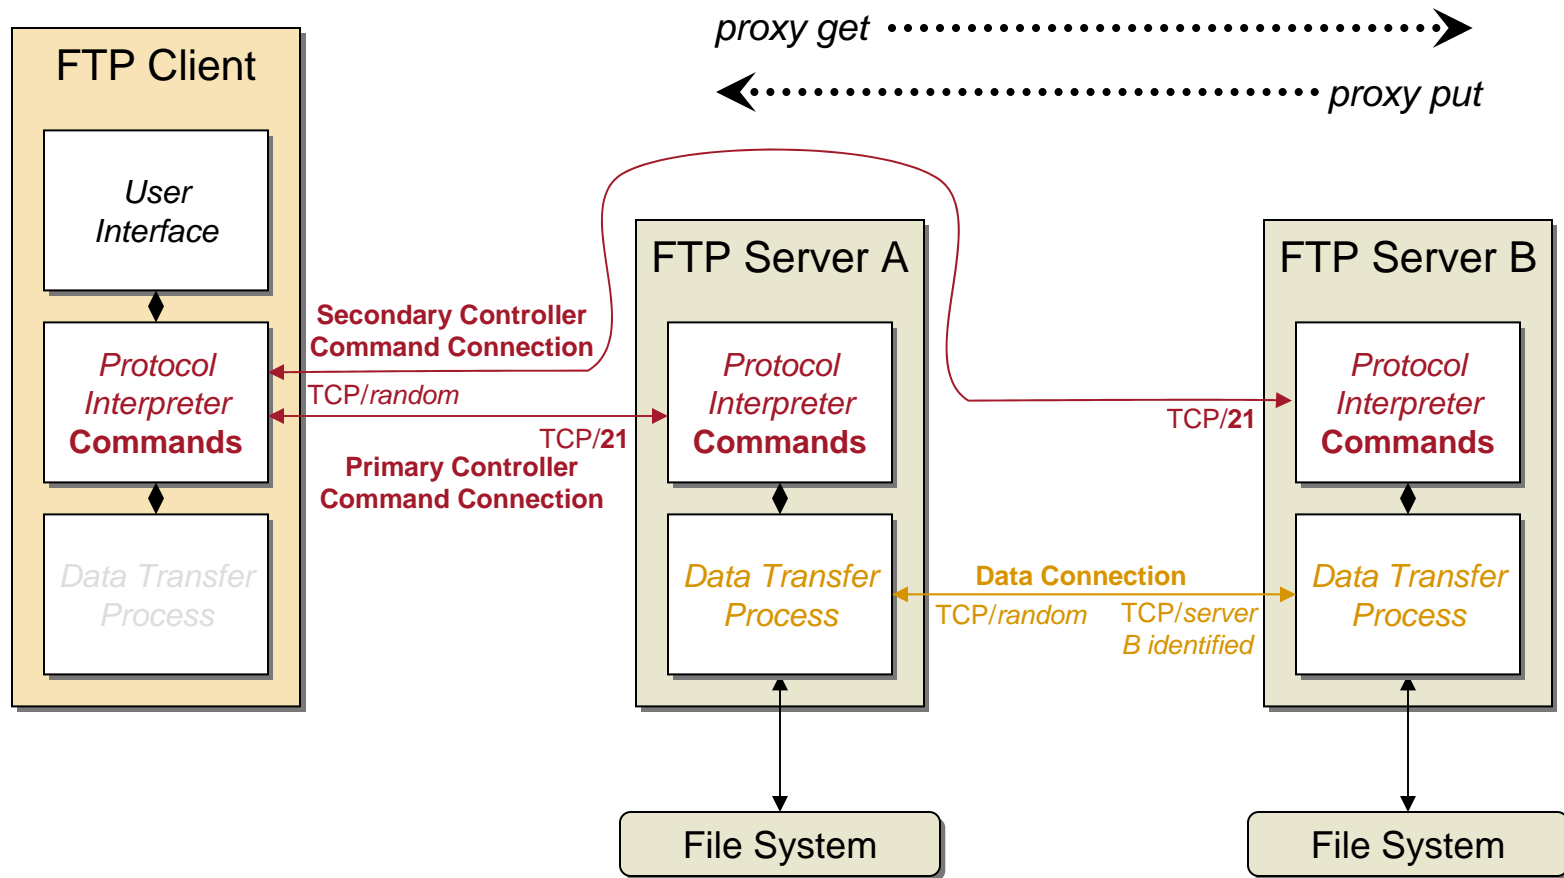 proxy get
proxy put
FTP Client
User
Interface
Protocol
Interpreter
Commands
Data Transfer
Process
Secondary Controller
Command Connection
TCP/random
TCP/21
Primary Controller
Command Connection
FTP Server A
Protocol
Interpreter
Commands
Data Transfer
Process
File System
Data Connection
TCP/random
TCP/server
B identified
TCP/21
FTP Server B
Protocol
Interpreter
Commands
Data Transfer
Process
File System